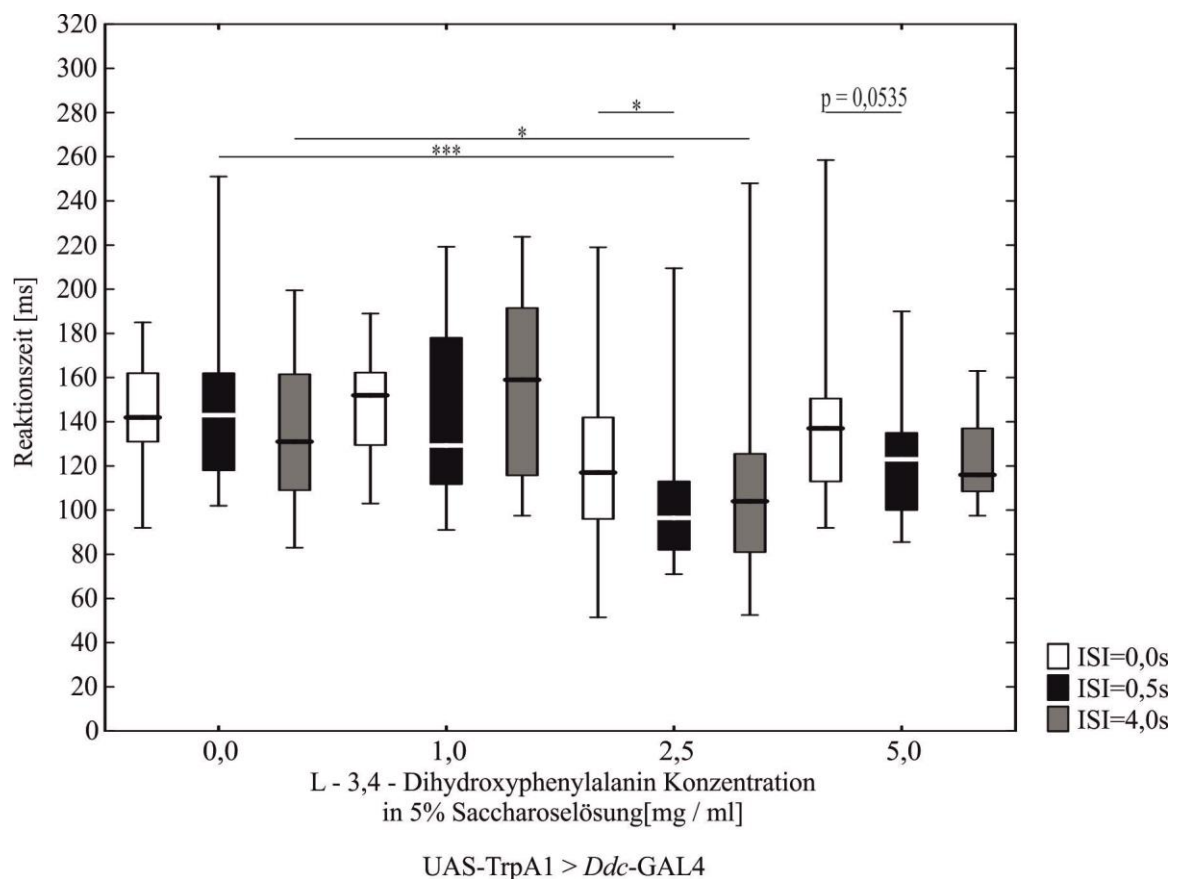 320
300
280
260
240
220
200
180
160
140
120
100
80
60
40
20
0
Reaktionszeit [ms]
*
p = 0,0535
*
***
0,0 1,0 2,5 5,0
L - 3,4 - Dihydroxyphenylalanin Konzentration
in 5% Saccharoselösung[mg / ml]
UAS-TrpA1 > Ddc-GAL4
ISI=0,0s
ISI=0,5s
ISI=4,0s